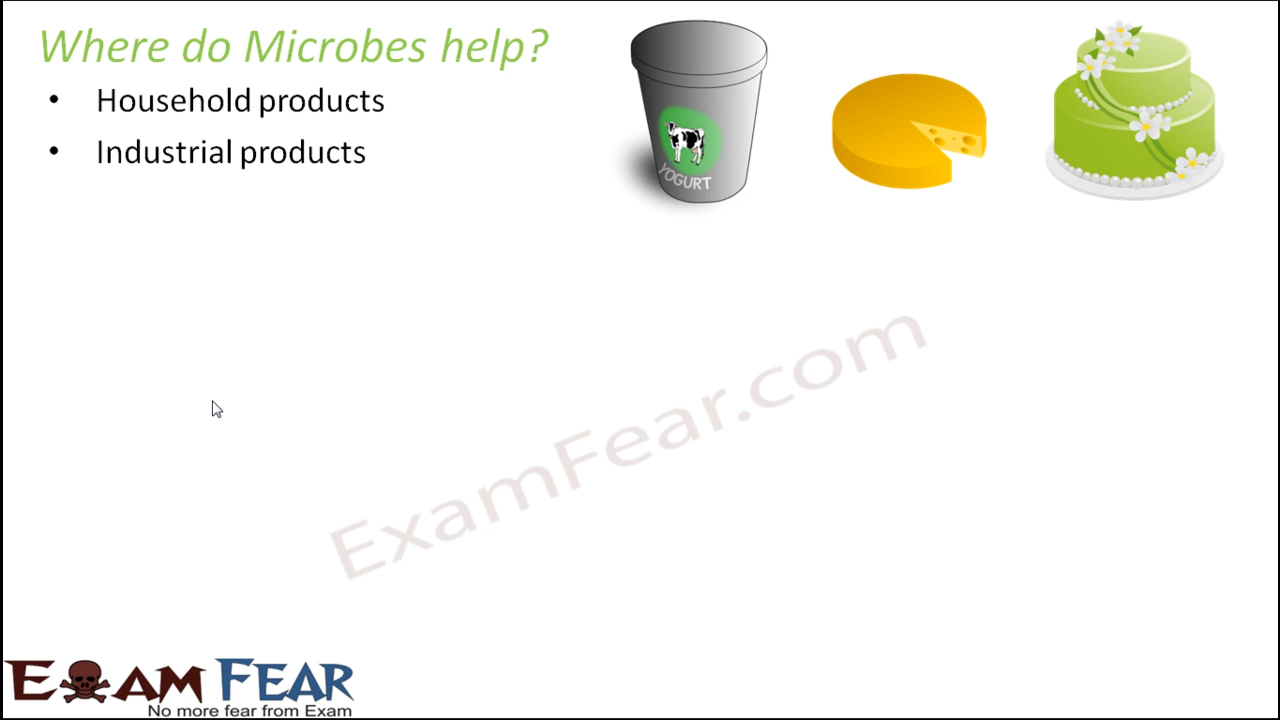 Where do Microbes help?
• Household products
• Industrial products
YOGURT
ExamFear.com
EXAM FEAR
No more fear from Exam